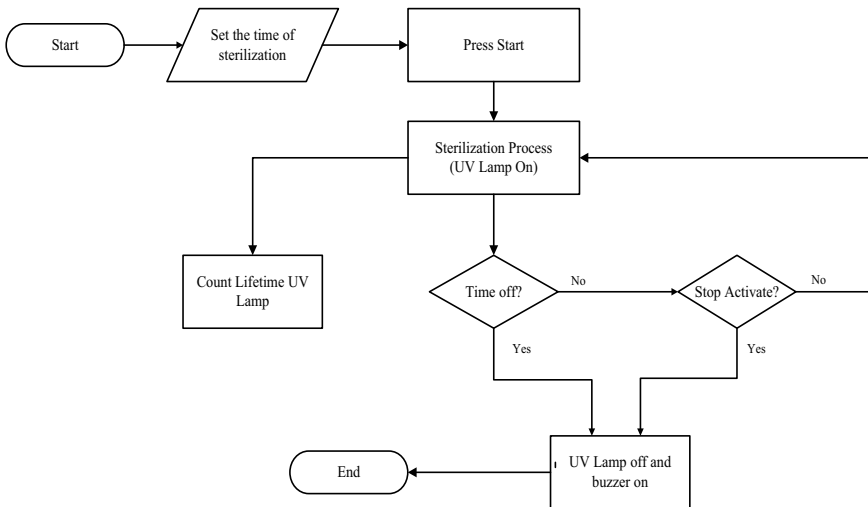 Start
Set the time of
sterilization
Press Start
Sterilization Process
(UV Lamp On)
Count Lifetime UV
Lamp
Time off?
No
Stop Activate?
No
Yes
Yes
UV Lamp off and
buzzer on
End